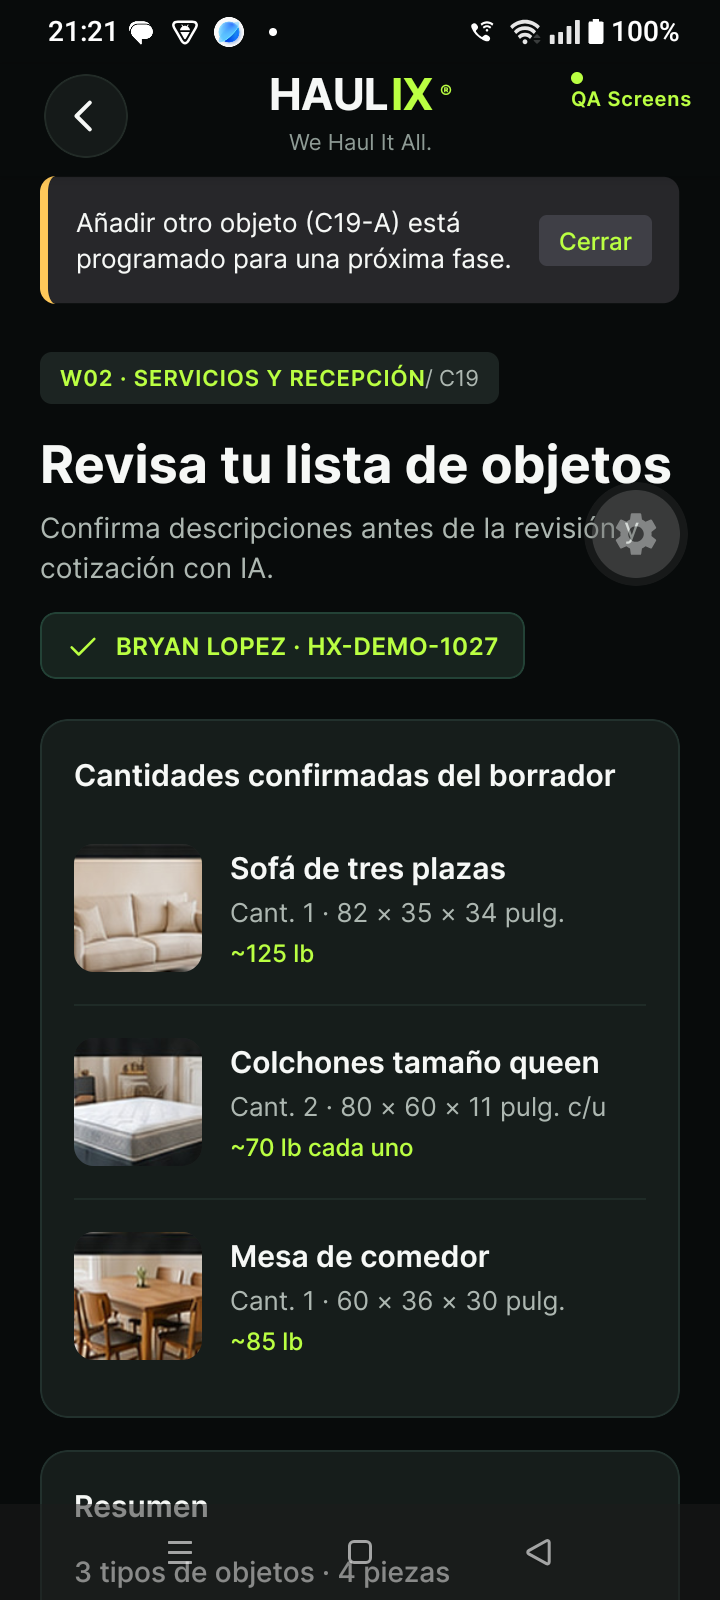 21:21
100%
HAULIX ®
We Haul It All.
QA Screens
Añadir otro objeto (C19-A) está
programado para una próxima fase.
Cerrar
W02 · SERVICIOS Y RECEPCIÓN/ C19
Revisa tu lista de objetos
Confirma descripciones antes de la revisión y
cotización con IA.
BRYAN LOPEZ · HX-DEMO-1027
Cantidades confirmadas del borrador
Sofá de tres plazas
Cant. 1 · 82 × 35 × 34 pulg.
~125 lb
Colchones tamaño queen
Cant. 2 · 80 × 60 × 11 pulg. c/u
~70 lb cada uno
Mesa de comedor
Cant. 1 · 60 × 36 × 30 pulg.
~85 lb
Resumen
3 tipos de objetos · 4 piezas